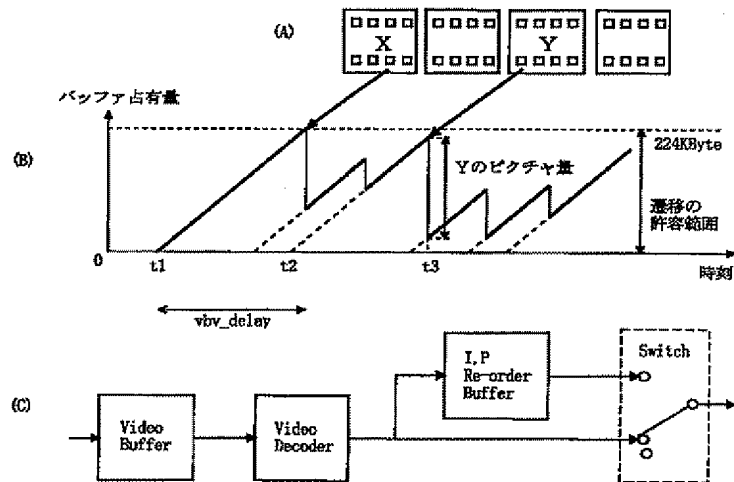 (A)
X
Y
バッファ占有量
(B)
224KByte
Yのピクチャ量
遷移の
許容範囲
0
t1
t2
t3
時刻
vbv_delay
(C)
I,P
Re-order
Buffer
Switch
Video
Buffer
Video
Decoder